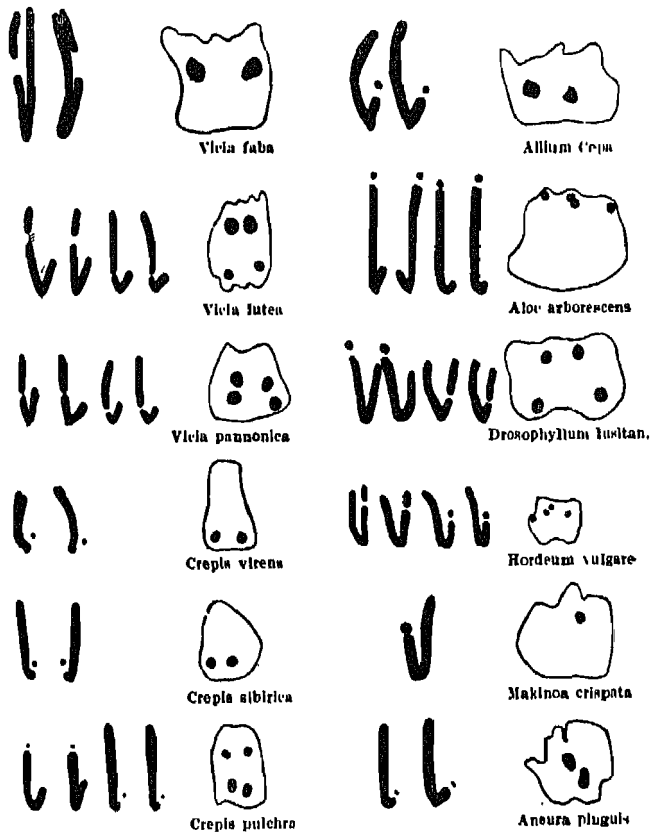 Vicia faba
Allium Cepa
Vicia lutea
Aloe arborescens
Vicia pannonica
Drosophyllum lusitan.
Crepis virens
Hordeum vulgare
Crepis sibirica
Makinoa crispata
Crepis pulchra
Aneura pinguis